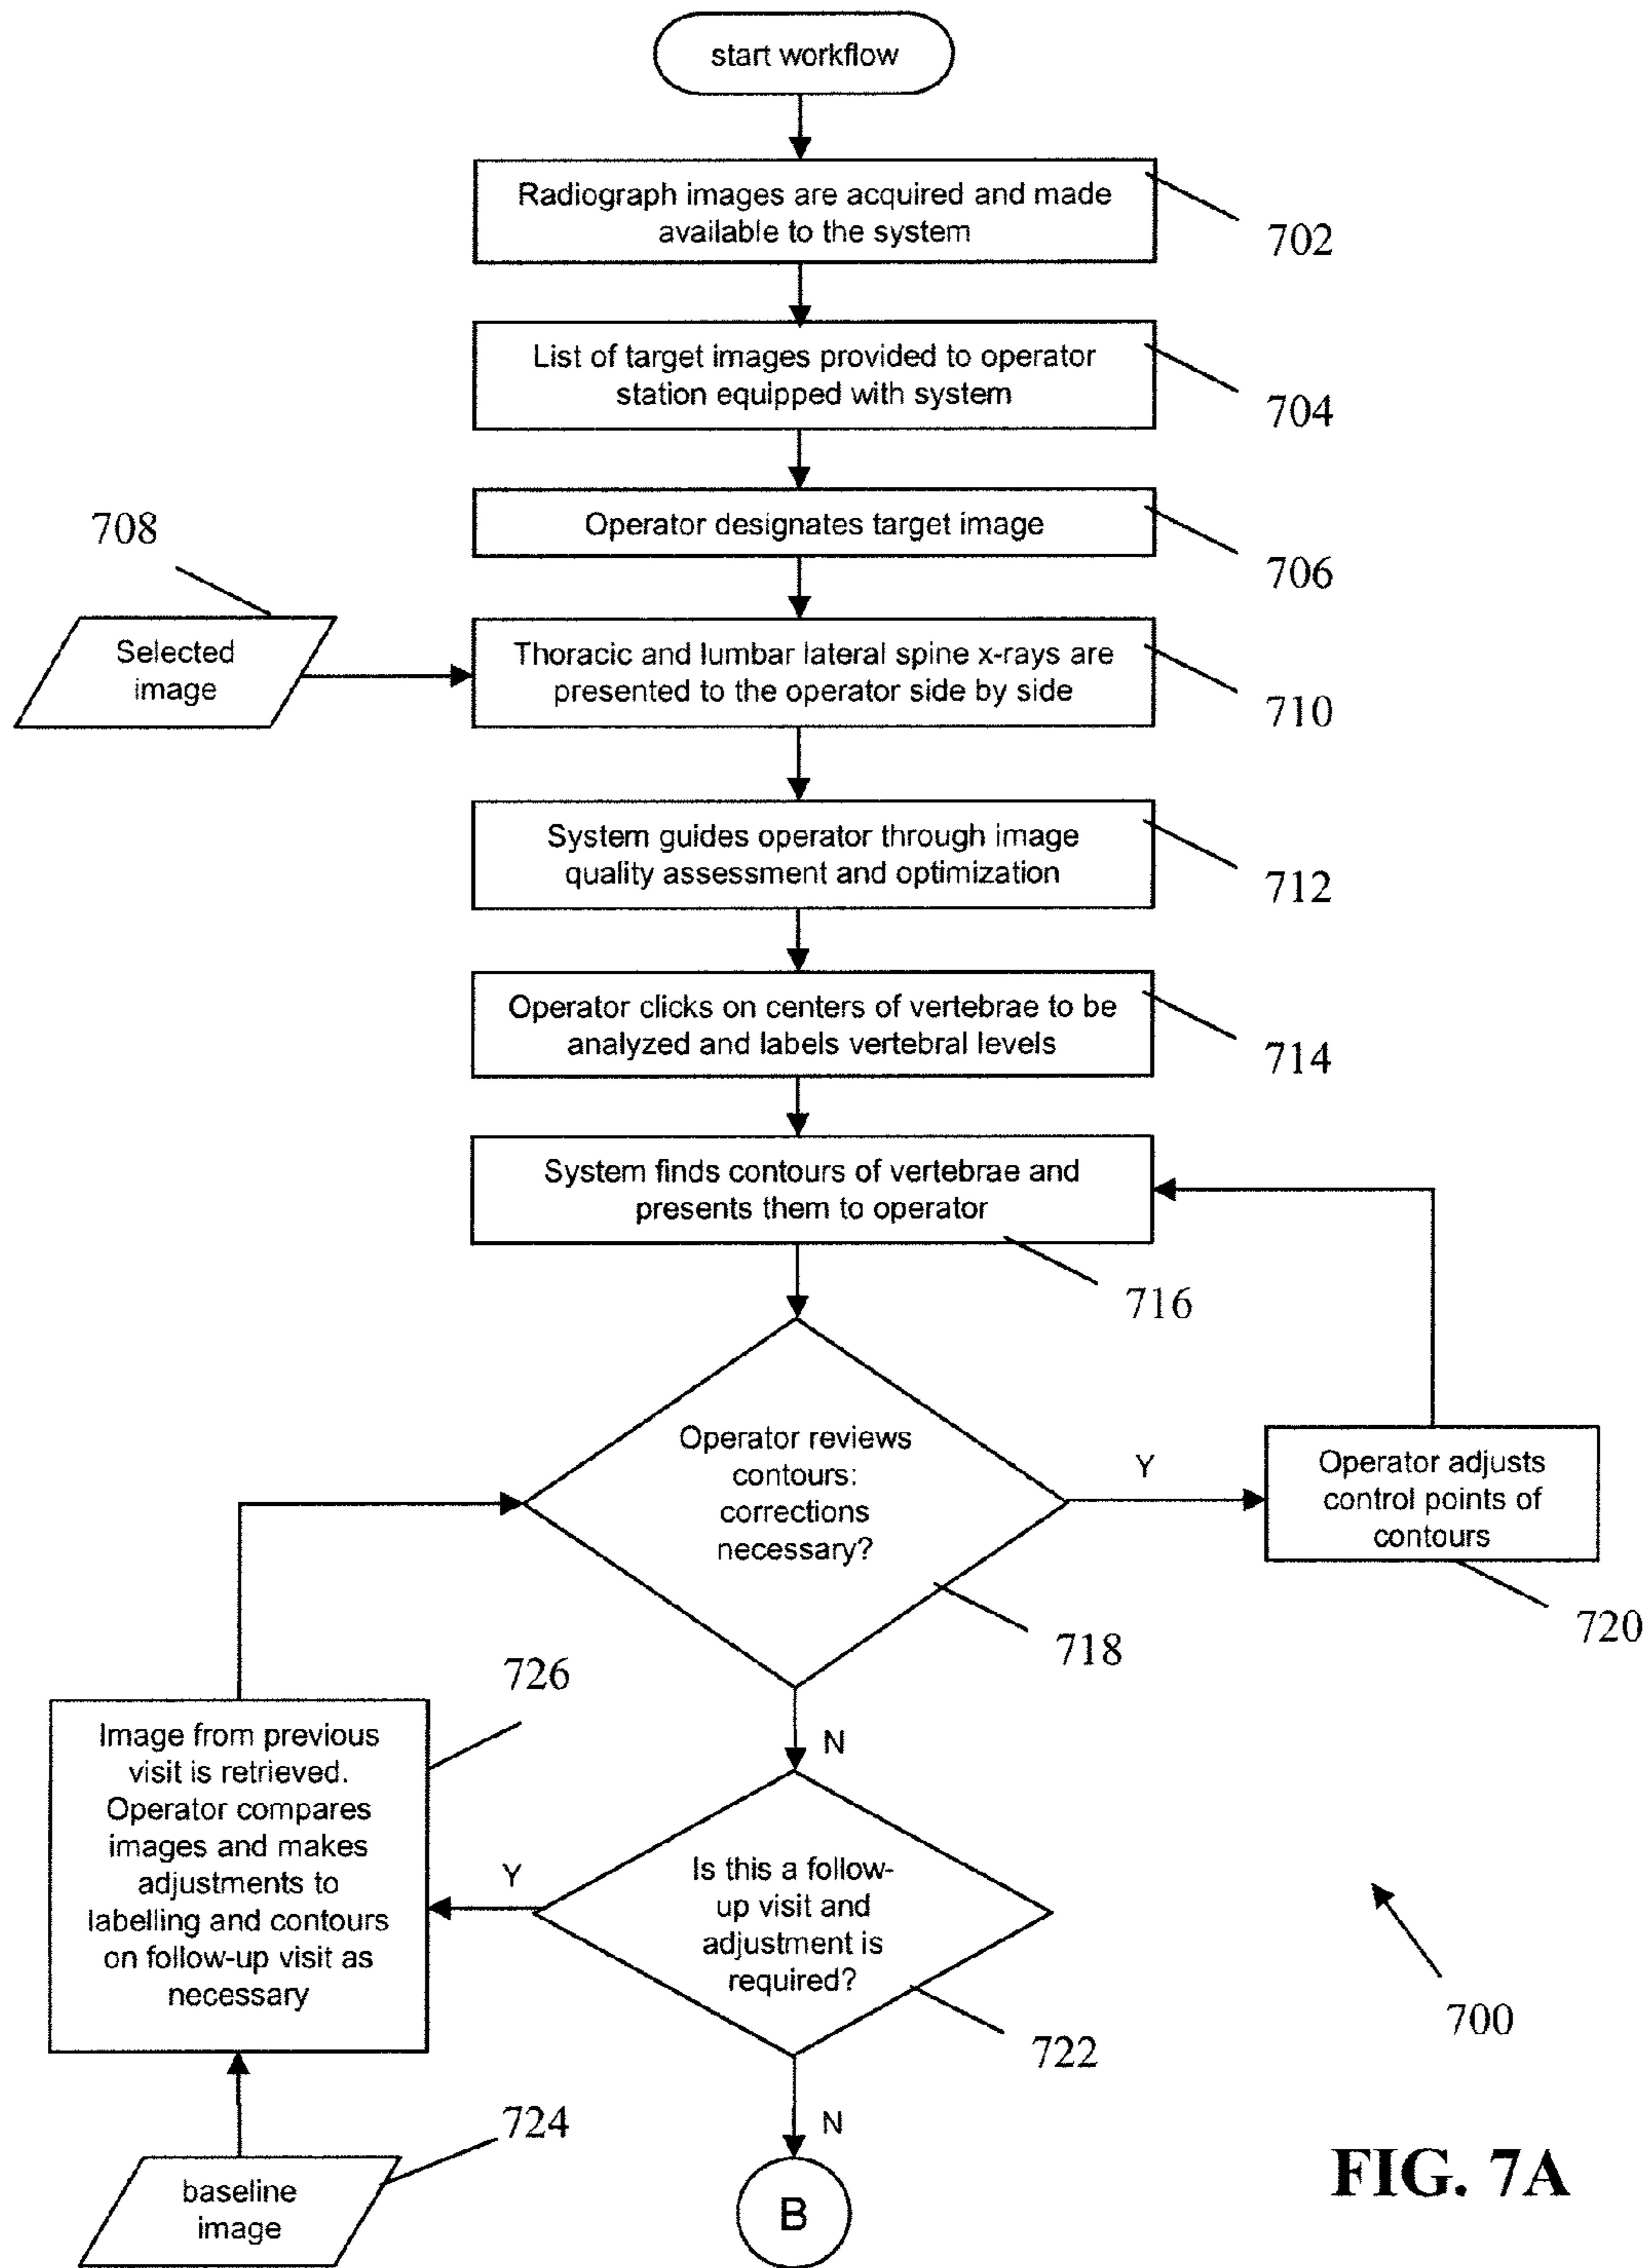 start workflow
Radiograph images are acquired and made
available to the system
702
List of target images provided to operator
station equipped with system
704
Operator designates target image
706
708
Selected
image
Thoracic and lumbar lateral spine x-rays are
presented to the operator side by side
710
System guides operator through image
quality assessment and optimization
712
Operator clicks on centers of vertebrae to be
analyzed and labels vertebral levels
714
System finds contours of vertebrae and
presents them to operator
716
Operator reviews
contours:
corrections
necessary?
718
Y
Operator adjusts
control points of
contours
720
N
726
Image from previous
visit is retrieved.
Operator compares
images and makes
adjustments to
labelling and contours
on follow-up visit as
necessary
Y
Is this a follow-
up visit and
adjustment is
required?
722
700
724
baseline
image
N
B
FIG. 7A